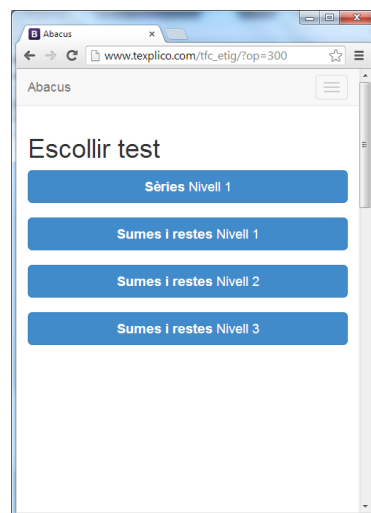 B Abacus
www.texplico.com/tfc_etig/?op=300
Abacus
Escollir test
Sèries Nivell 1
Sumes i restes Nivell 1
Sumes i restes Nivell 2
Sumes i restes Nivell 3